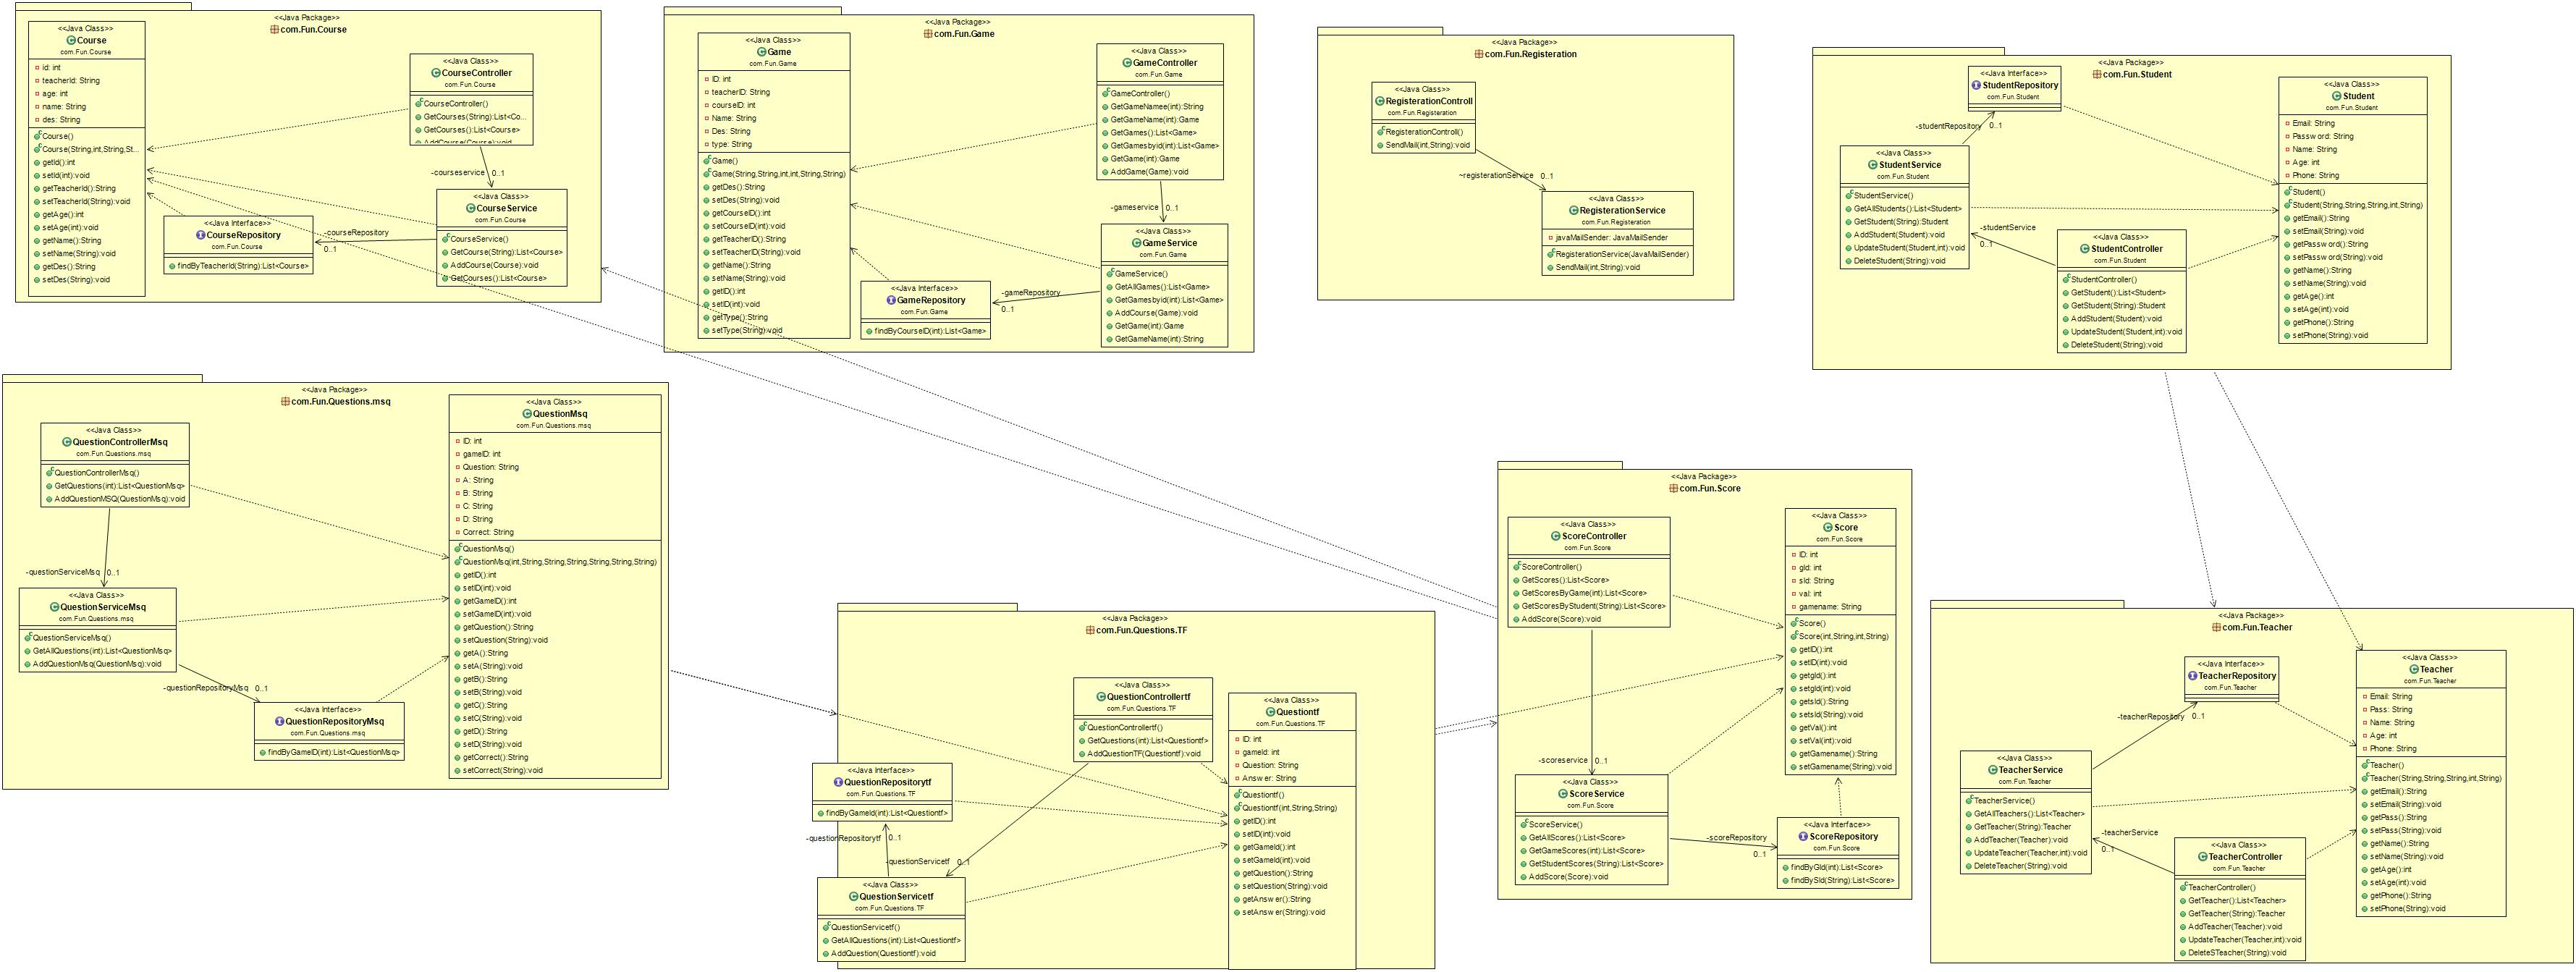 <<Java Package>>
com.Fun.Course
<<Java Class>>
Course
com.Fun.Course
id: int
teacherId: String
age: int
name: String
des: String
Course()
Course(String,int,String,St...
getId():int
setId(int):void
getTeacherId():String
setTeacherId(String):void
getAge():int
setAge(int):void
getName():String
setName(String):void
getDes():String
setDes(String):void
<<Java Class>>
CourseController
com.Fun.Course
CourseController()
GetCourses(String):List<Co...
GetCourses():List<Course>
AddCourse(Course):void
-courseservice
0..1
<<Java Class>>
CourseService
com.Fun.Course
CourseService()
GetCourse(String):List<Course>
AddCourse(Course):void
GetCourses():List<Course>
-courseRepository
0..1
<<Java Interface>>
CourseRepository
com.Fun.Course
findByTeacherId(String):List<Course>
<<Java Package>>
com.Fun.Game
<<Java Class>>
Game
com.Fun.Game
ID: int
teacherID: String
courseID: int
Name: String
Des: String
type: String
Game()
Game(String,String,int,int,String,String)
getDes():String
setDes(String):void
getCourseID():int
setCourseID(int):void
getTeacherID():String
setTeacherID(String):void
getName():String
setName(String):void
getID():int
setID(int):void
getType():String
setType(String):void
<<Java Class>>
GameController
com.Fun.Game
GameController()
GetGameNamee(int):String
GetGameName(int):Game
GetGames():List<Game>
GetGamesbyid(int):List<Game>
GetGame(int):Game
AddGame(Game):void
-gameservice
0..1
<<Java Class>>
GameService
com.Fun.Game
GameService()
GetAllGames():List<Game>
GetGamesbyid(int):List<Game>
AddCourse(Game):void
GetGame(int):Game
GetGameName(int):String
-gameRepository
0..1
<<Java Interface>>
GameRepository
com.Fun.Game
findByCourseID(int):List<Game>
<<Java Package>>
com.Fun.Registeration
<<Java Class>>
RegisterationControll
com.Fun.Registeration
RegisterationControll()
SendMail(int,String):void
~registerationService
0..1
<<Java Class>>
RegisterationService
com.Fun.Registeration
javaMailSender: JavaMailSender
RegisterationService(JavaMailSender)
SendMail(int,String):void
<<Java Package>>
com.Fun.Student
<<Java Interface>>
StudentRepository
com.Fun.Student
-studentRepository
0..1
<<Java Class>>
StudentService
com.Fun.Student
StudentService()
GetAllStudents():List<Student>
GetStudent(String):Student
AddStudent(Student):void
UpdateStudent(Student,int):void
DeleteStudent(String):void
-studentService
0..1
<<Java Class>>
StudentController
com.Fun.Student
StudentController()
GetStudent():List<Student>
GetStudent(String):Student
AddStudent(Student):void
UpdateStudent(Student,int):void
DeleteStudent(String):void
<<Java Class>>
Student
com.Fun.Student
Email: String
Password: String
Name: String
Age: int
Phone: String
Student()
Student(String,String,String,int,String)
getEmail():String
setEmail(String):void
getPassword():String
setPassword(String):void
getName():String
setName(String):void
getAge():int
setAge(int):void
getPhone():String
setPhone(String):void
<<Java Package>>
com.Fun.Questions.msq
<<Java Class>>
QuestionControllerMsq
com.Fun.Questions.msq
QuestionControllerMsq()
GetQuestions(int):List<QuestionMsq>
AddQuestionMSQ(QuestionMsq):void
-questionServiceMsq
0..1
<<Java Class>>
QuestionServiceMsq
com.Fun.Questions.msq
QuestionServiceMsq()
GetAllQuestions(int):List<QuestionMsq>
AddQuestionMsq(QuestionMsq):void
-questionRepositoryMsq
0..1
<<Java Interface>>
QuestionRepositoryMsq
com.Fun.Questions.msq
findByGameID(int):List<QuestionMsq>
<<Java Class>>
QuestionMsq
com.Fun.Questions.msq
ID: int
gameID: int
Question: String
A: String
B: String
C: String
D: String
Correct: String
QuestionMsq()
QuestionMsq(int,String,String,String,String,String,String)
getID():int
setID(int):void
getGameID():int
setGameID(int):void
getQuestion():String
setQuestion(String):void
getA():String
setA(String):void
getB():String
setB(String):void
getC():String
setC(String):void
getD():String
setD(String):void
getCorrect():String
setCorrect(String):void
<<Java Package>>
com.Fun.Questions.TF
<<Java Class>>
QuestionControllertf
com.Fun.Questions.TF
QuestionControllertf()
GetQuestions(int):List<Questiontf>
AddQuestionTF(Questiontf):void
<<Java Interface>>
QuestionRepositorytf
com.Fun.Questions.TF
findByGameId(int):List<Questiontf>
-questionRepositorytf
0..1
-questionServicetf
0..1
<<Java Class>>
QuestionServicetf
com.Fun.Questions.TF
QuestionServicetf()
GetAllQuestions(int):List<Questiontf>
AddQuestion(Questiontf):void
<<Java Class>>
Questiontf
com.Fun.Questions.TF
ID: int
gameId: int
Question: String
Answer: String
Questiontf()
Questiontf(int,String,String)
getID():int
setID(int):void
getGameId():int
setGameId(int):void
getQuestion():String
setQuestion(String):void
getAnswer():String
setAnswer(String):void
<<Java Package>>
com.Fun.Score
<<Java Class>>
ScoreController
com.Fun.Score
ScoreController()
GetScores():List<Score>
GetScoresByGame(int):List<Score>
GetScoresByStudent(String):List<Score>
AddScore(Score):void
-scoreservice
0..1
<<Java Class>>
ScoreService
com.Fun.Score
ScoreService()
GetAllScores():List<Score>
GetGameScores(int):List<Score>
GetStudentScores(String):List<Score>
AddScore(Score):void
-scoreRepository
0..1
<<Java Class>>
Score
com.Fun.Score
ID: int
gId: int
sId: String
val: int
gamename: String
Score()
Score(int,String,int,String)
getID():int
setID(int):void
getgId():int
setgId(int):void
getsId():String
setsId(String):void
getVal():int
setVal(int):void
getGamename():String
setGamename(String):void
<<Java Interface>>
ScoreRepository
com.Fun.Score
findByGId(int):List<Score>
findBySId(String):List<Score>
<<Java Package>>
com.Fun.Teacher
<<Java Interface>>
TeacherRepository
com.Fun.Teacher
-teacherRepository
0..1
<<Java Class>>
TeacherService
com.Fun.Teacher
TeacherService()
GetAllTeachers():List<Teacher>
GetTeacher(String):Teacher
AddTeacher(Teacher):void
UpdateTeacher(Teacher,int):void
DeleteTeacher(String):void
-teacherService
0..1
<<Java Class>>
TeacherController
com.Fun.Teacher
TeacherController()
GetTeacher():List<Teacher>
GetTeacher(String):Teacher
AddTeacher(Teacher):void
UpdateTeacher(Teacher,int):void
DeleteSTeacher(String):void
<<Java Class>>
Teacher
com.Fun.Teacher
Email: String
Pass: String
Name: String
Age: int
Phone: String
Teacher()
Teacher(String,String,String,int,String)
getEmail():String
setEmail(String):void
getPass():String
setPass(String):void
getName():String
setName(String):void
getAge():int
setAge(int):void
getPhone():String
setPhone(String):void